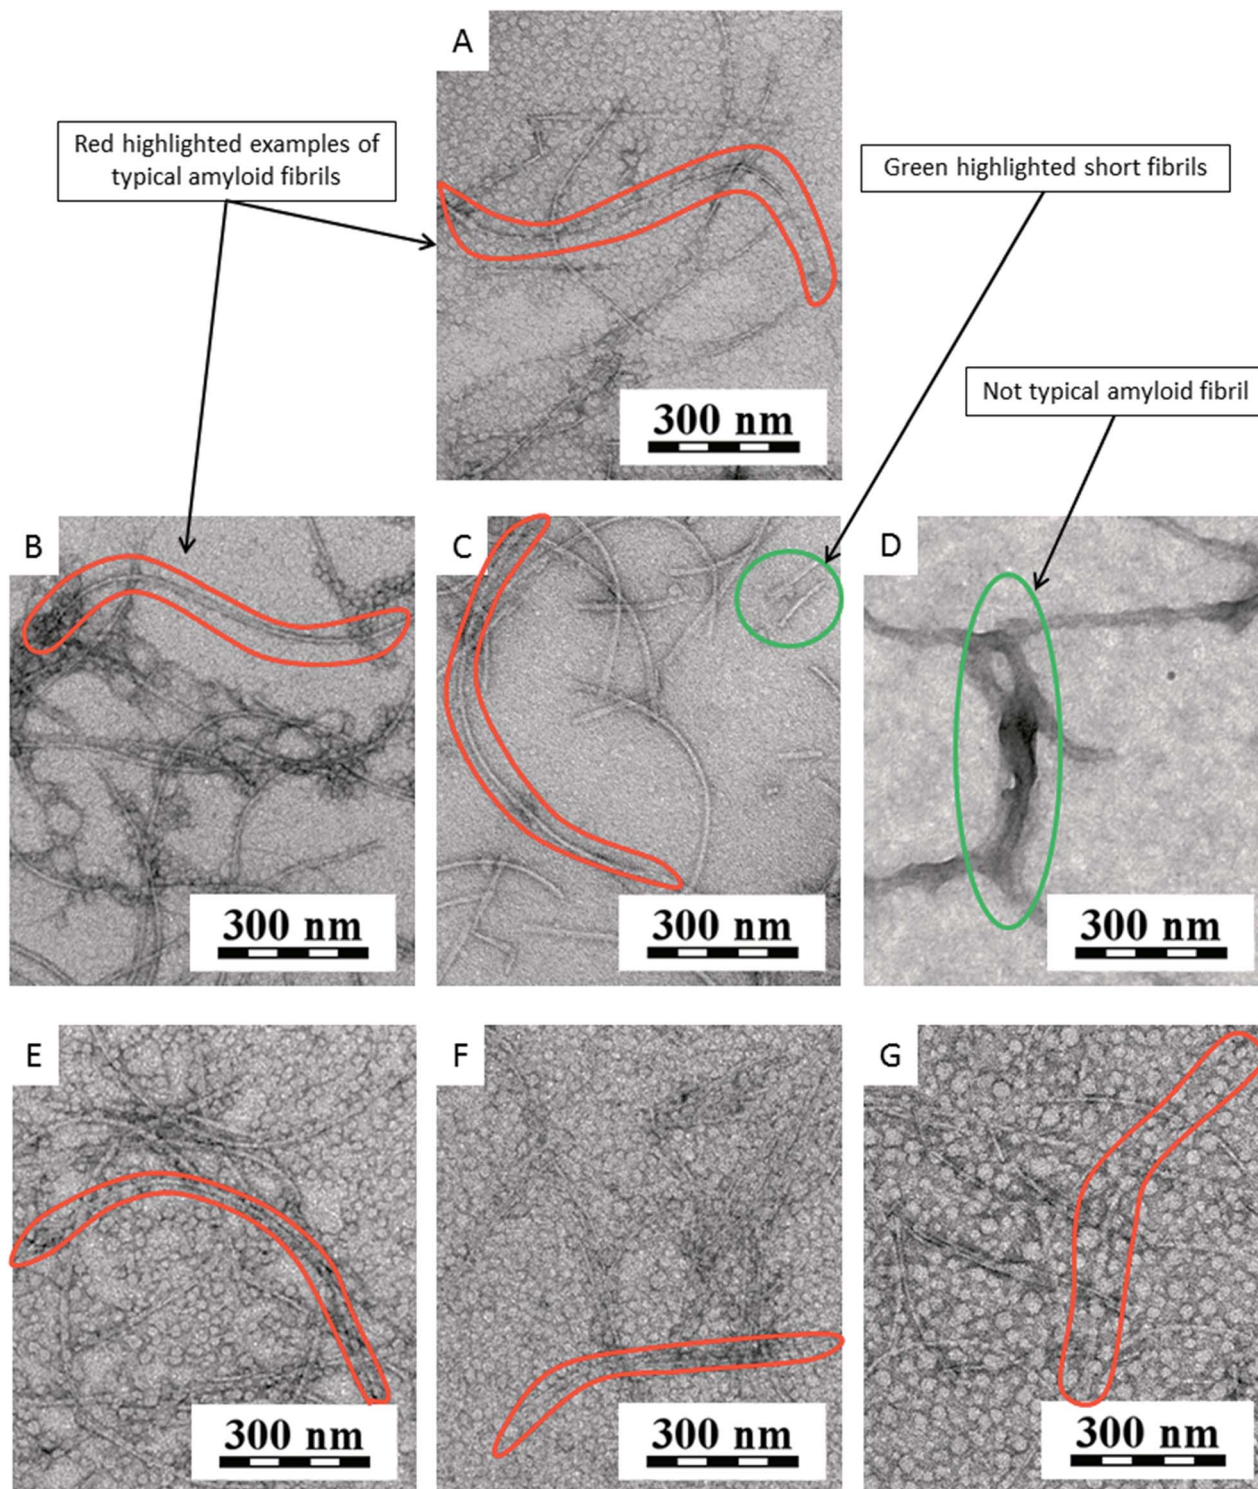 A
Red highlighted examples of
typical amyloid fibrils
Green highlighted short fibrils
Not typical amyloid fibril
300 nm
B
C
D
300 nm
300 nm
300 nm
E
F
G
300 nm
300 nm
300 nm